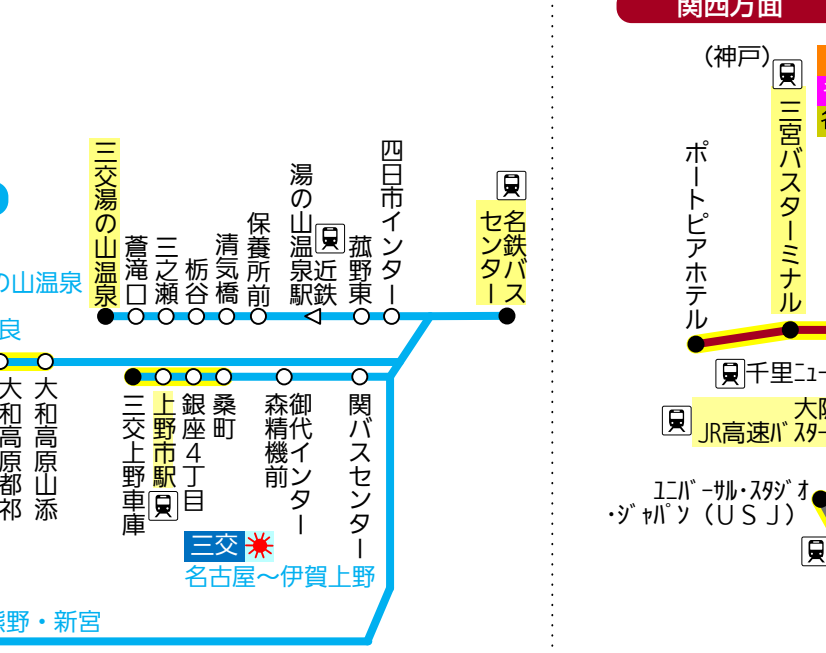 関西方面
(神戸)
三宮バスターミナル
ポートピアホテル
四日市インター
名鉄バス
センター
菰野東
近鉄
湯の山温泉駅
保養所前
清気橋
栃谷
三之瀬
蒼滝口
三交湯の山温泉
の山温泉
良
大和高原山添
大和高原都祁
三交上野車庫
上野市駅
銀座4丁目
桑町
御代インター
森精機前
関バスセンター
三交
名古屋～伊賀上野
熊野・新宮
千里ニュー
大阪
JR高速バスター
ユニバーサル・スタジオ
・ジャパン(USJ)